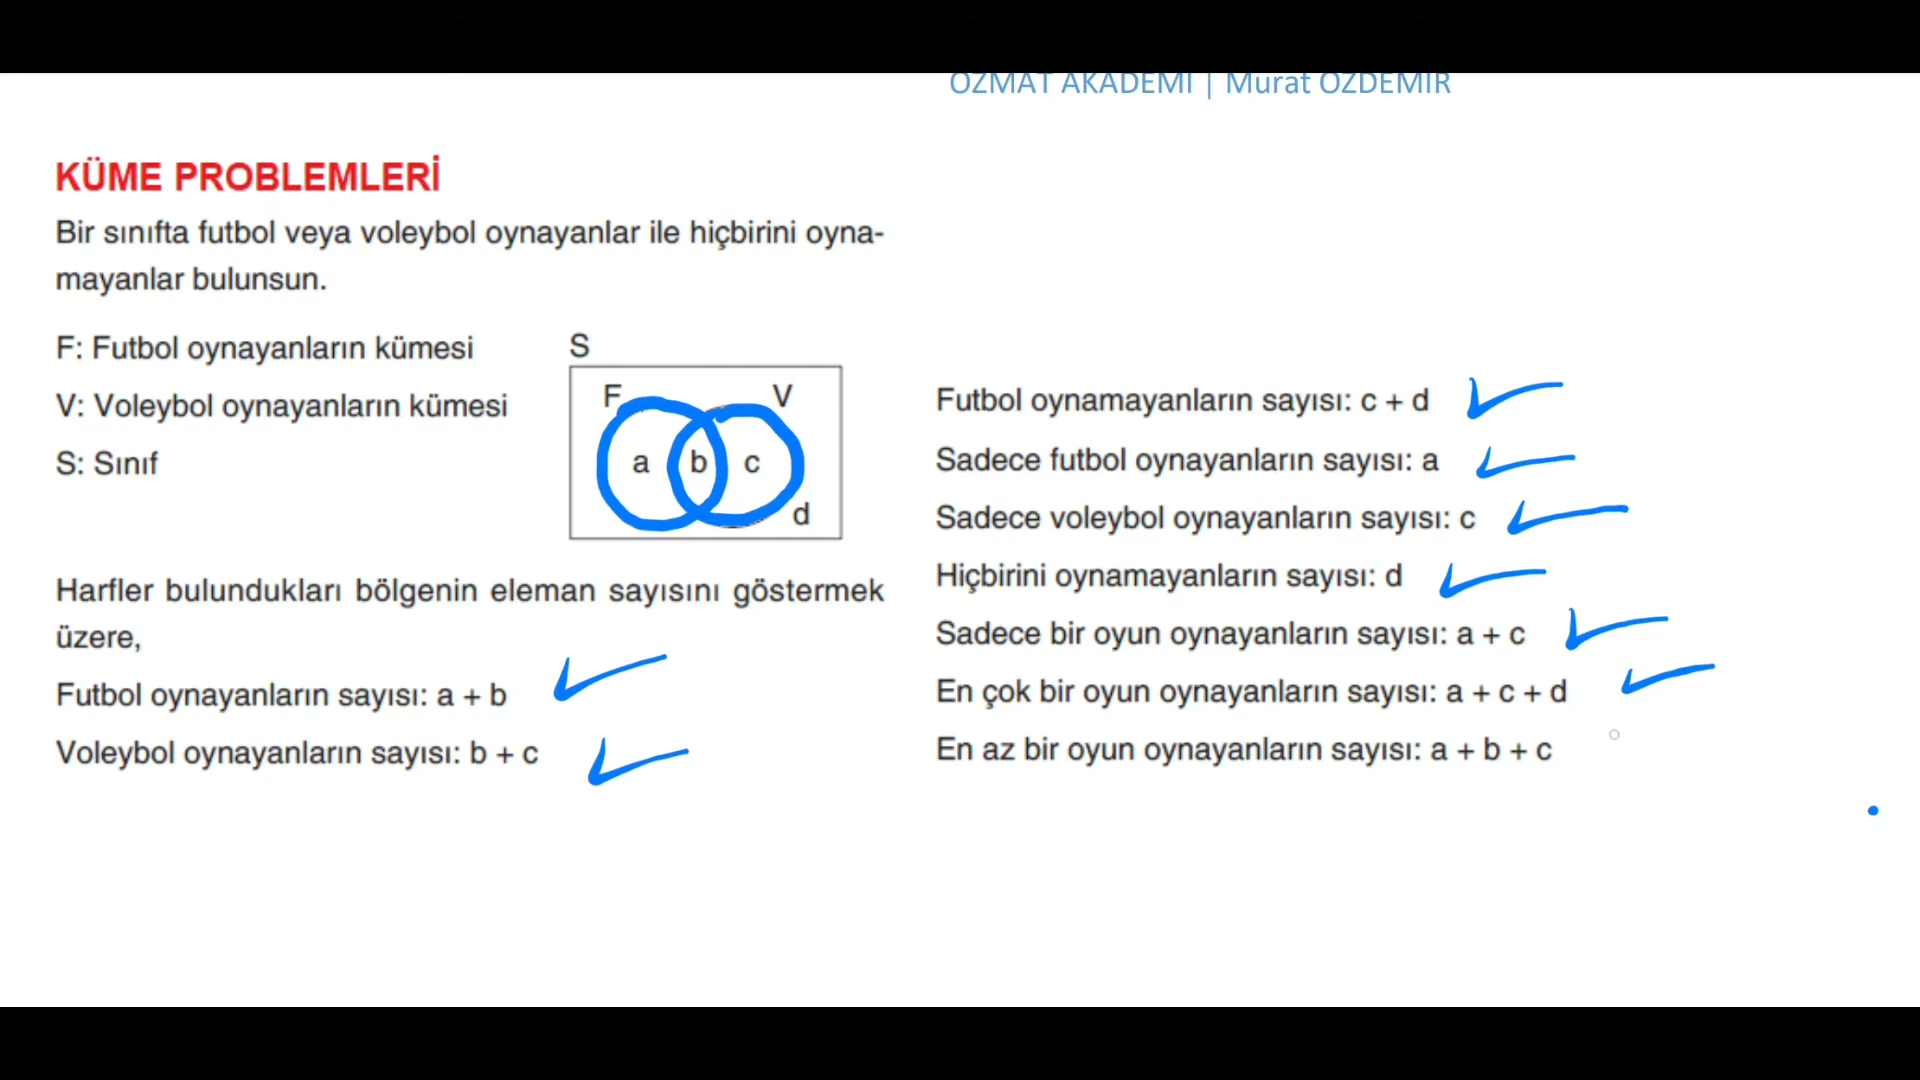 OZMAT AKADEMI | Murat OZDEMIR
KÜME PROBLEMLERİ
Bir sınıfta futbol veya voleybol oynayanlar ile hiçbirini oyna-
mayanlar bulunsun.
F: Futbol oynayanların kümesi
V: Voleybol oynayanların kümesi
S: Sınıf
S
F V
a b c
d
Harfler bulundukları bölgenin eleman sayısını göstermek
üzere,
Futbol oynayanların sayısı: a + b
Voleybol oynayanların sayısı: b + c
Futbol oynamayanların sayısı: c + d
Sadece futbol oynayanların sayısı: a
Sadece voleybol oynayanların sayısı: c
Hiçbirini oynamayanların sayısı: d
Sadece bir oyun oynayanların sayısı: a + c
En çok bir oyun oynayanların sayısı: a + c + d
En az bir oyun oynayanların sayısı: a + b + c